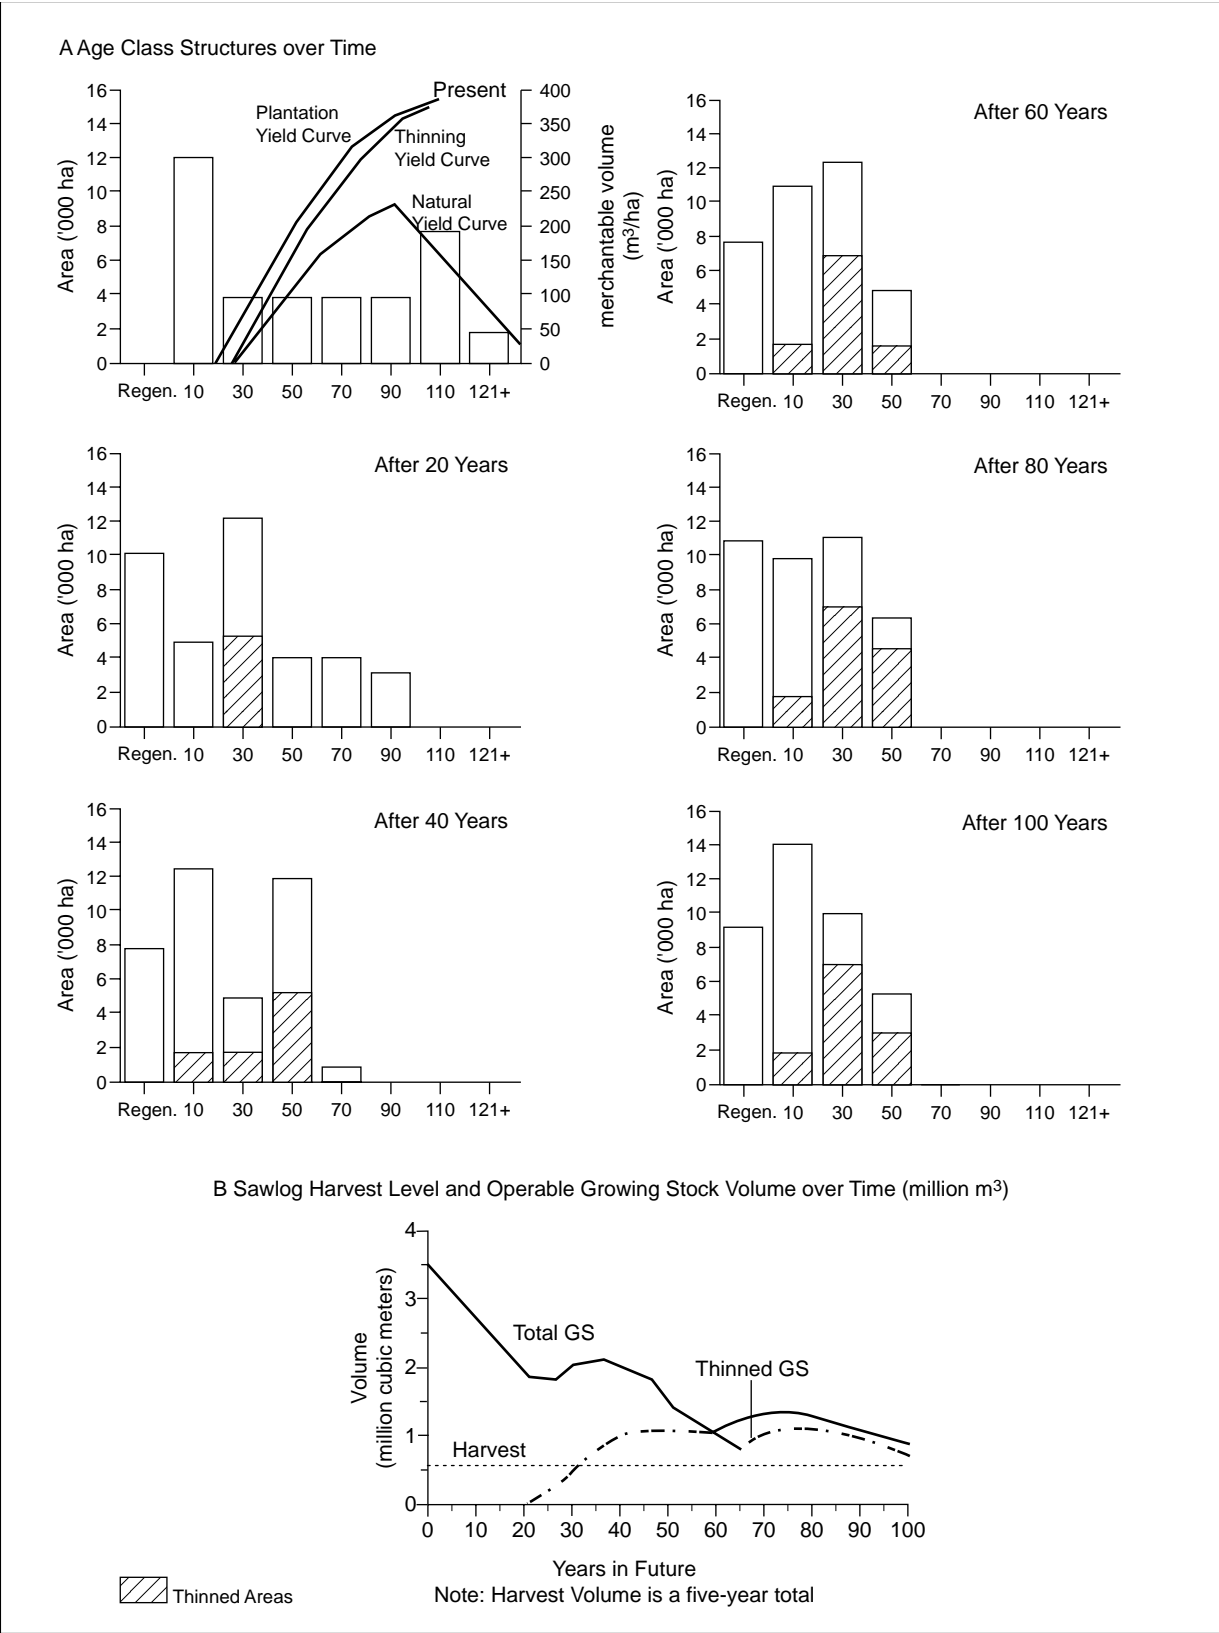 A Age Class Structures over Time
16
14
12
10
8
6
4
2
0
Area ('000 ha)
Plantation
Yield Curve
Present
Thinning
Yield Curve
Natural
Yield Curve
400
350
300
250
200
150
100
50
0
merchantable volume
(m³/ha)
Regen. 10 30 50 70 90 110 121+
After 60 Years
16
14
12
10
8
6
4
2
0
Area ('000 ha)
Regen. 10 30 50 70 90 110 121+
After 20 Years
16
14
12
10
8
6
4
2
0
Area ('000 ha)
Regen. 10 30 50 70 90 110 121+
After 80 Years
16
14
12
10
8
6
4
2
0
Area ('000 ha)
Regen. 10 30 50 70 90 110 121+
After 40 Years
16
14
12
10
8
6
4
2
0
Area ('000 ha)
Regen. 10 30 50 70 90 110 121+
After 100 Years
16
14
12
10
8
6
4
2
0
Area ('000 ha)
Regen. 10 30 50 70 90 110 121+
B Sawlog Harvest Level and Operable Growing Stock Volume over Time (million m³)
4
3
2
1
0
Volume
(million cubic meters)
Total GS
Thinned GS
Harvest
0 10 20 30 40 50 60 70 80 90 100
Years in Future
Note: Harvest Volume is a five-year total
Thinned Areas